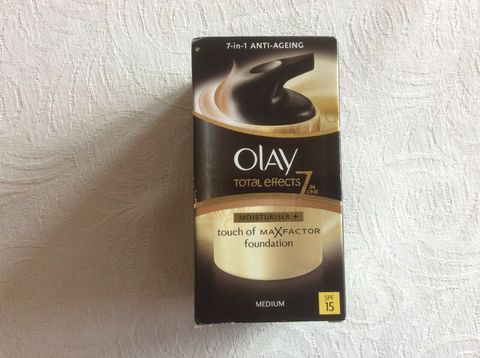 7-in-1 ANTI-AGEING
OLAY
TOTAL EFFECTS 7 IN ONE
MOISTURISER +
touch of MAXFACTOR
foundation
MEDIUM
SPF
15